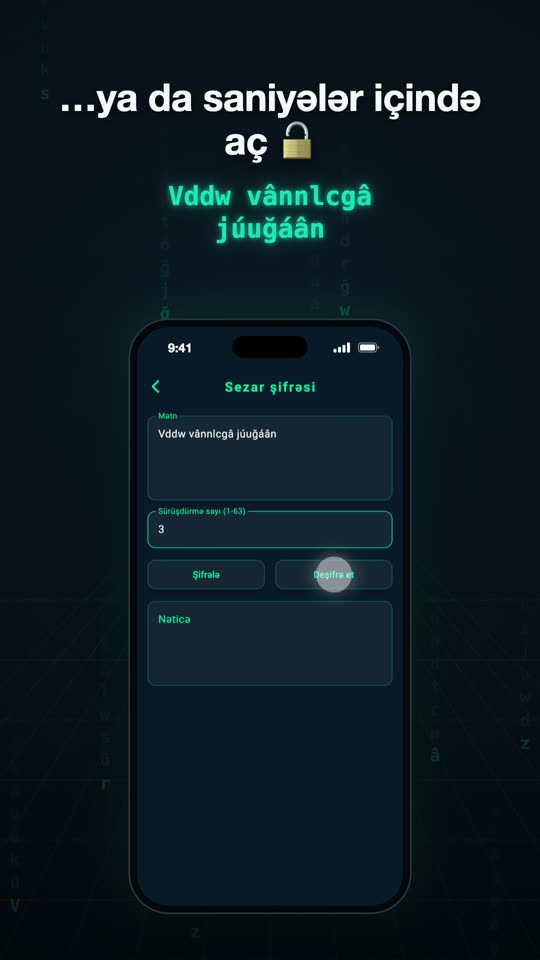 ...ya da saniyələr içində
aç 🔓
Vddw vânnlcgâ
júuğáân
9:41
Sezar şifrəsi
Mətn
Vddw vânnlcgâ júuğáân
Sürüşdürmə sayı (1-63)
3
Şifrələ
Deşifrə et
Nəticə